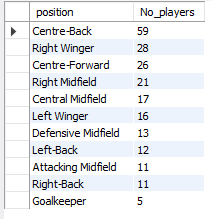 position No_players
Centre-Back 59
Right Winger 28
Centre-Forward 26
Right Midfield 21
Central Midfield 17
Left Winger 16
Defensive Midfield 13
Left-Back 12
Attacking Midfield 11
Right-Back 11
Goalkeeper 5